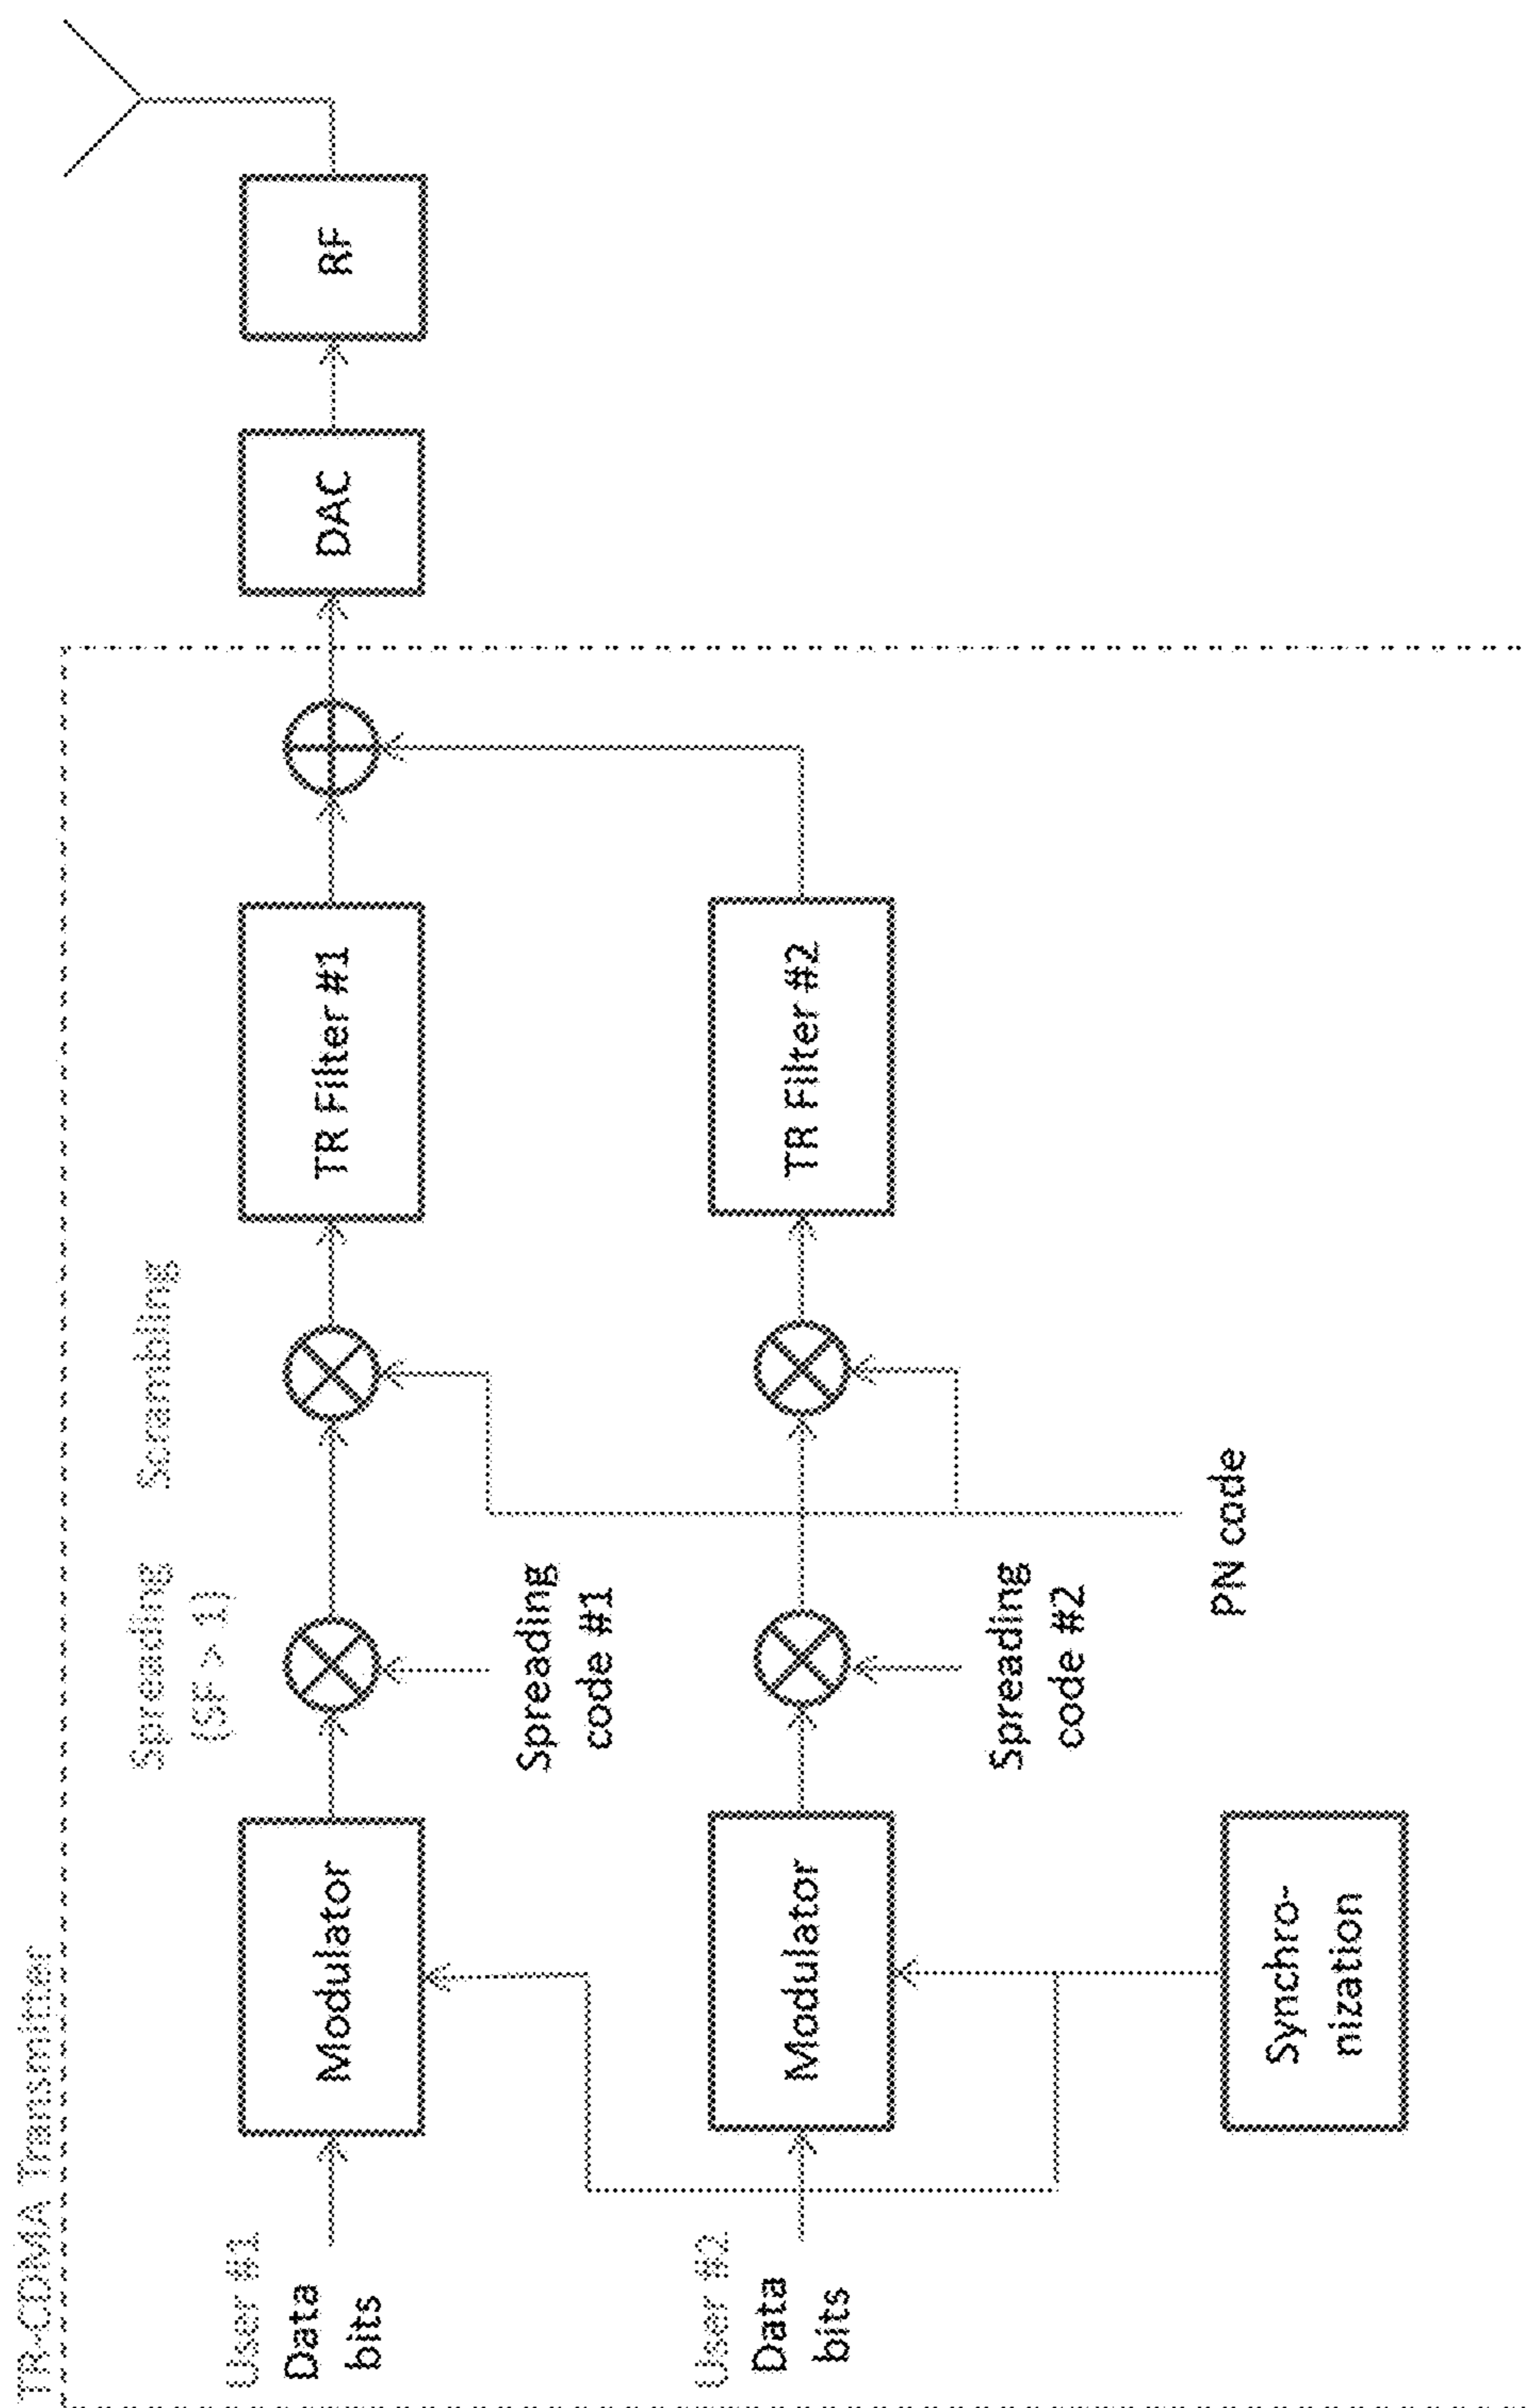 TR-CDMA Transmitter
User #1
Data
bits
Modulator
Spreading
(SF > 1)
Spreading
code #1
Scrambling
TR Filter #1
DAC
RF
User #2
Data
bits
Modulator
Spreading
code #2
TR Filter #2
PN code
Synchro-
nization